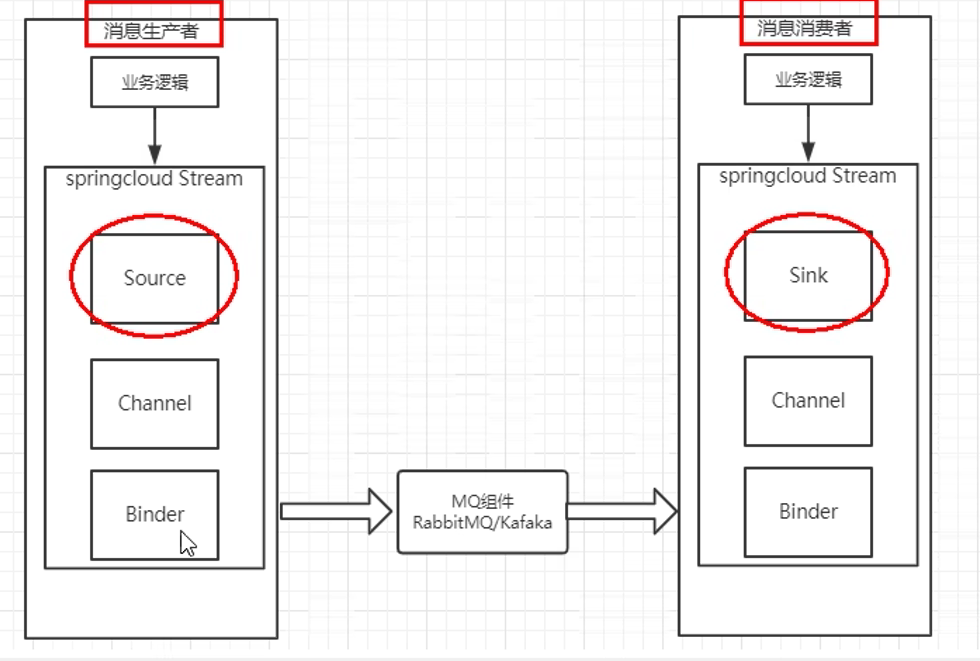 消息生产者
业务逻辑
springcloud Stream
Source
Channel
Binder
MQ组件
RabbitMQ/Kafaka
消息消费者
业务逻辑
springcloud Stream
Sink
Channel
Binder